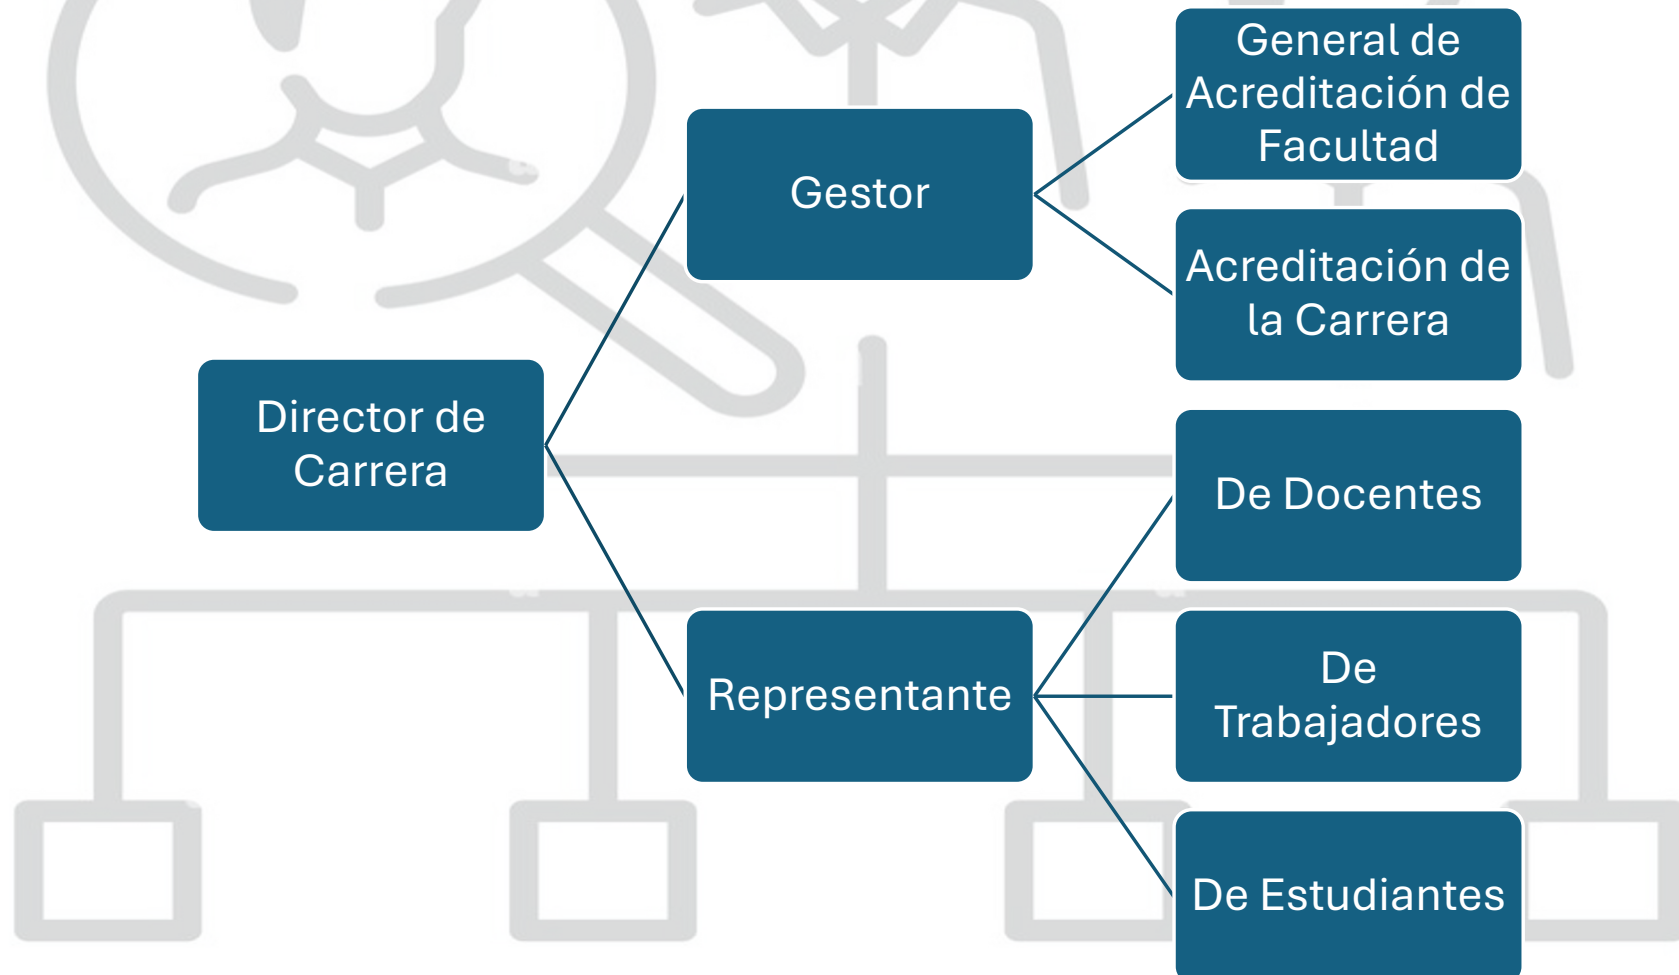 General de
Acreditación de
Facultad
Gestor
Acreditación de
la Carrera
Director de
Carrera
De Docentes
Representante
De
Trabajadores
De Estudiantes